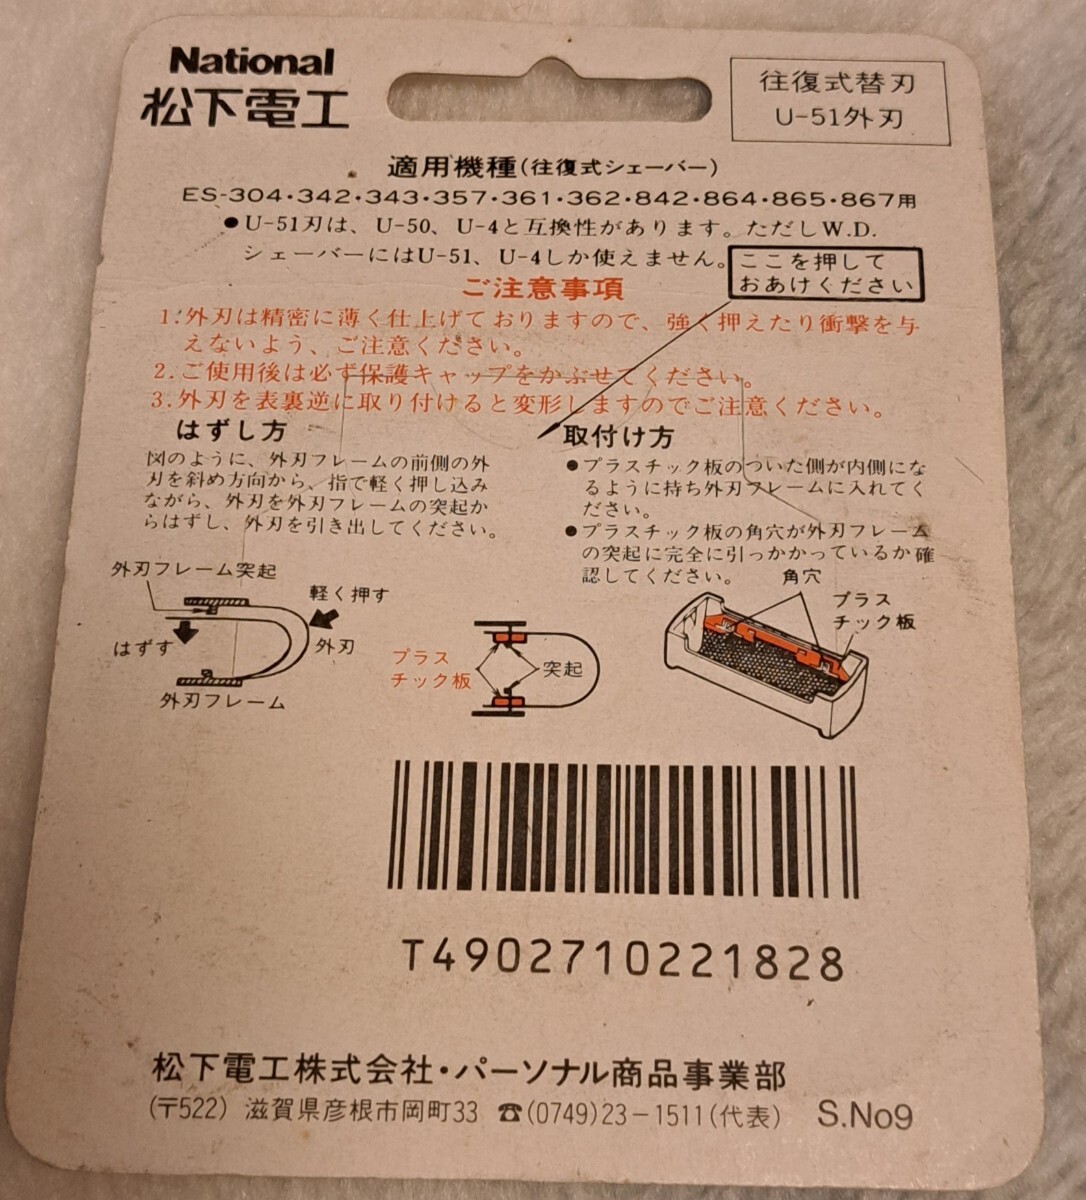 National
松下電工
往復式替刃
U-51外刃
適用機種(往復式シェーバー)
ES-304・342・343・357・361・362・842・864・865・867用
●U-51刃は、U-50、U-4と互換性があります。ただしW.D.
シェーバーにはU-51、U-4しか使えません。
ここを押して
おあけください
ご注意事項
1.外刃は精密に薄く仕上げておりますので、強く押えたり衝撃を与
えないよう、ご注意ください。
2.ご使用後は必ず保護キャップをかぶせてください。
3.外刃を表裏逆に取り付けると変形しますのでご注意ください。
はずし方
図のように、外刃フレームの前側の外
刃を斜め方向から、指で軽く押し込み
ながら、外刃を外刃フレームの突起か
らはずし、外刃を引き出してください。
取付け方
●プラスチック板のついた側が内側にな
るように持ち外刃フレームに入れてく
ださい。
●プラスチック板の角穴が外刃フレーム
の突起に完全に引っかかっているか確
認してください。
外刃フレーム突起
軽く押す
はずす
外刃
外刃フレーム
プラス
チック板
突起
角穴
プラス
チック板
T4902710221828
松下電工株式会社・パーソナル商品事業部
(〒522) 滋賀県彦根市岡町33 ☎(0749)23-1511(代表) S.No9